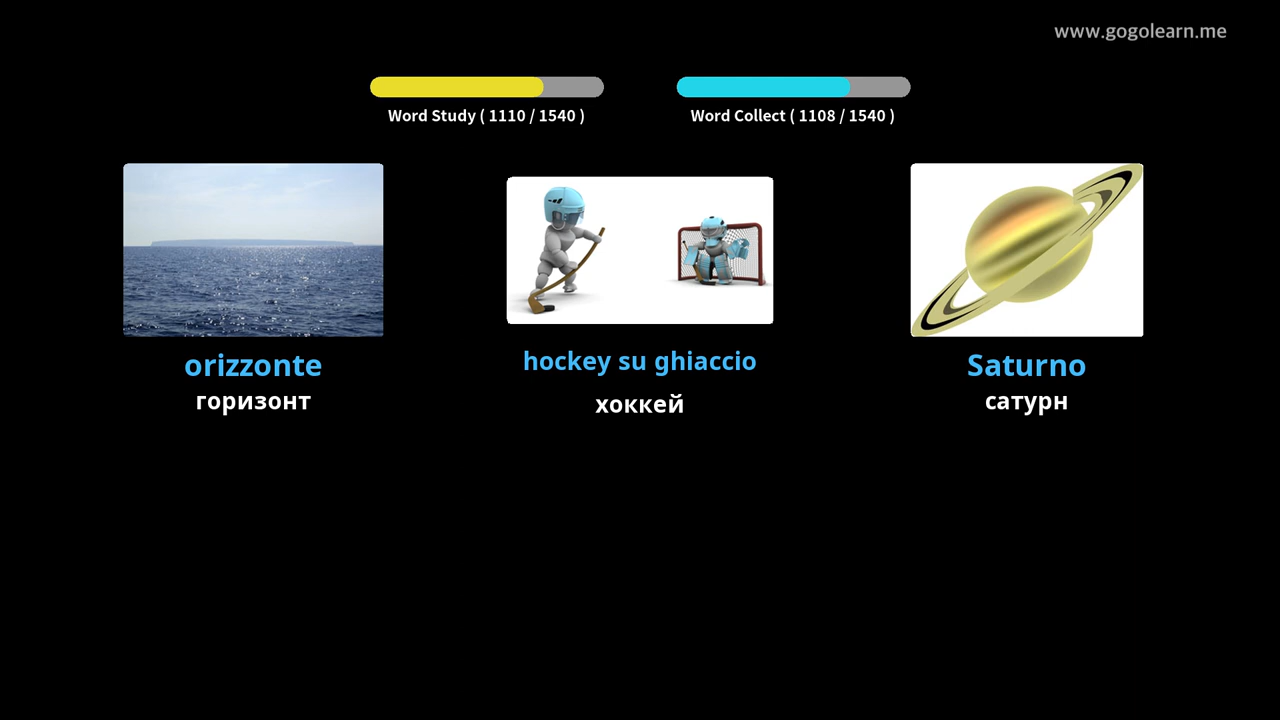 www.gogolearn.me
Word Study ( 1110 / 1540 )
Word Collect ( 1108 / 1540 )
orizzonte
горизонт
hockey su ghiaccio
хоккей
Saturno
сатурн